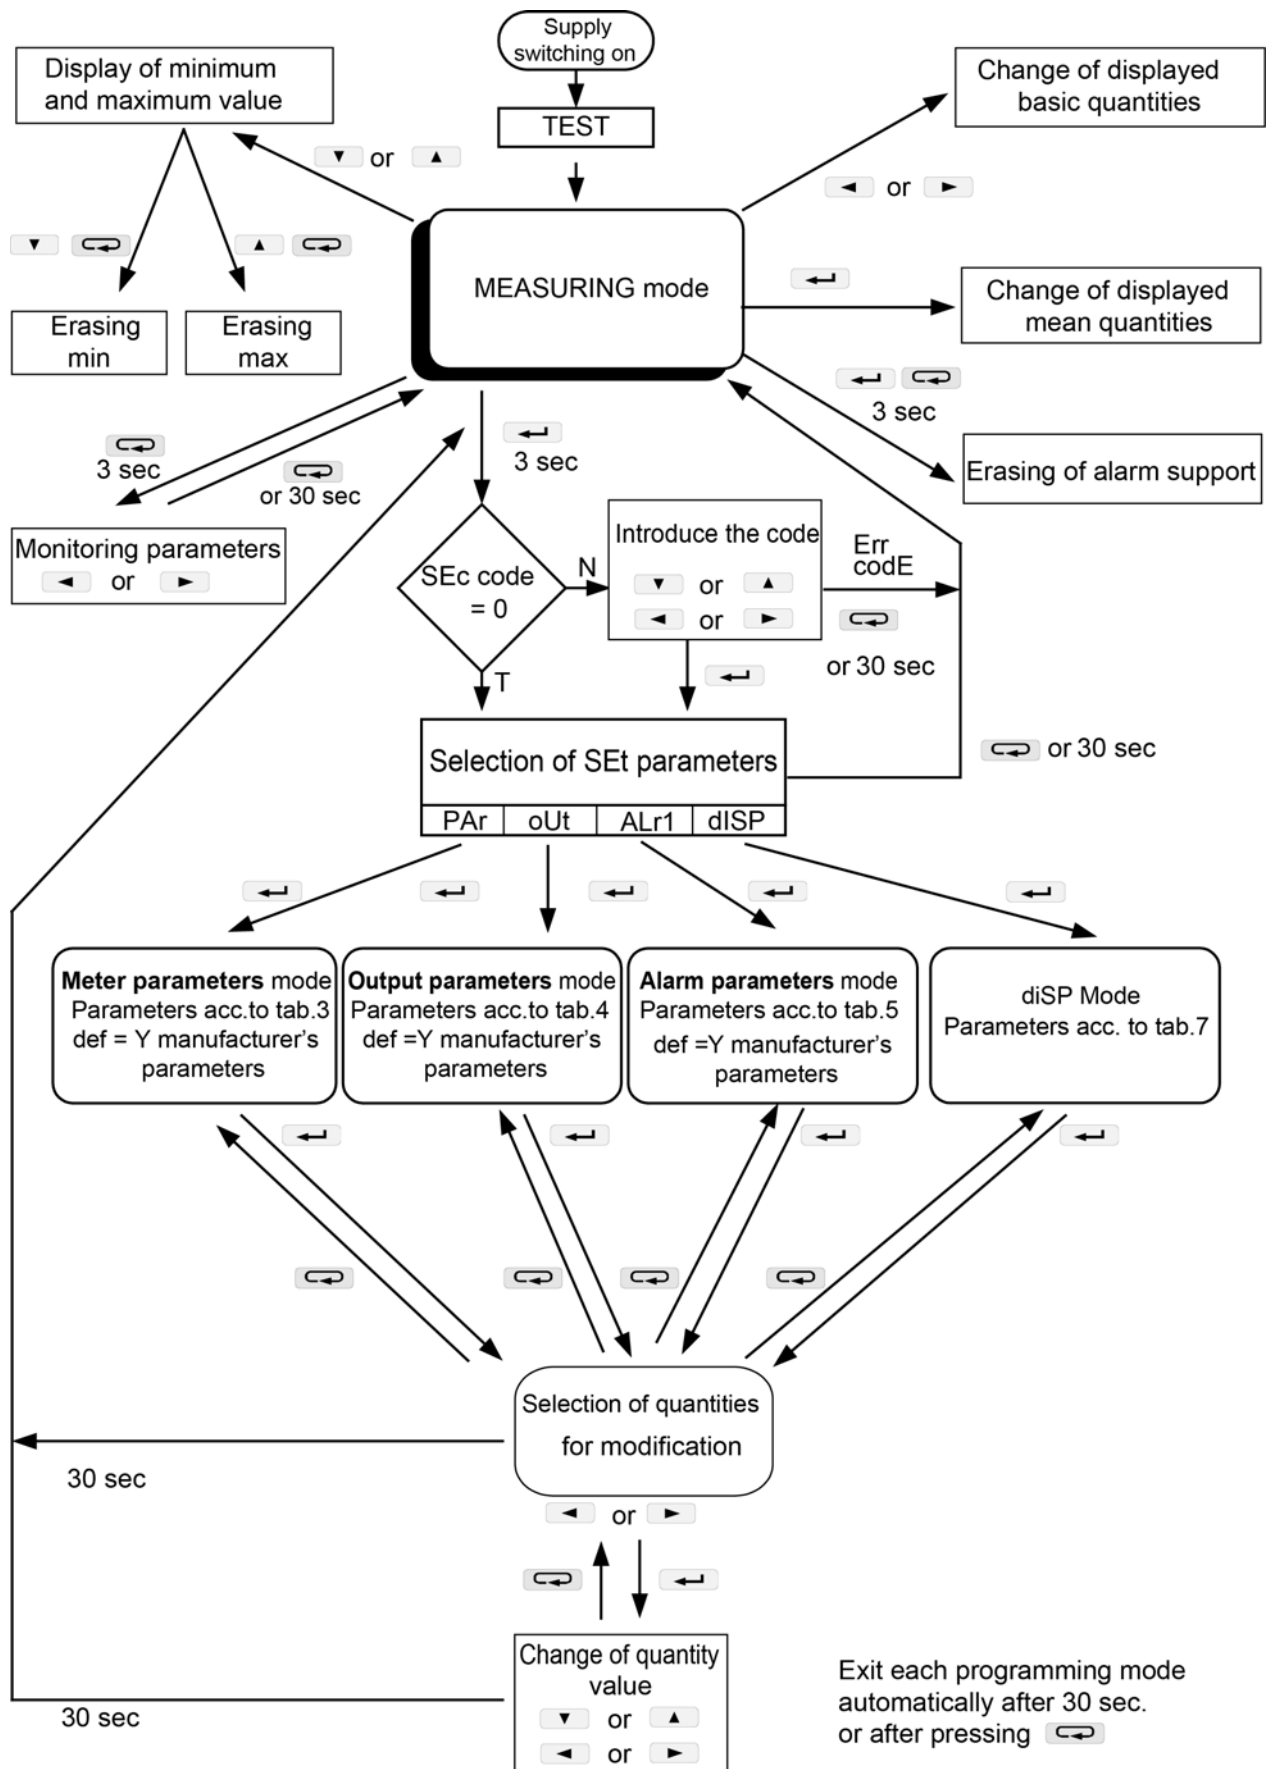 Supply
switching on
TEST
Display of minimum
and maximum value
Change of displayed
basic quantities
or
or
MEASURING mode
Change of displayed
mean quantities
Erasing
min
Erasing
max
3 sec
Erasing of alarm support
3 sec
or 30 sec
3 sec
Monitoring parameters
or
SEc code
= 0
N
T
Introduce the code
or
or
Err
codE
or 30 sec
Selection of SEt parameters
or 30 sec
PAr oUt ALr1 dISP
Meter parameters mode
Parameters acc.to tab.3
def = Y manufacturer's
parameters
Output parameters mode
Parameters acc.to tab.4
def =Y manufacturer's
parameters
Alarm parameters mode
Parameters acc.to tab.5
def =Y manufacturer's
parameters
diSP Mode
Parameters acc. to tab.7
Selection of quantities
for modification
30 sec
or
Change of quantity
value
or
or
30 sec
Exit each programming mode
automatically after 30 sec.
or after pressing